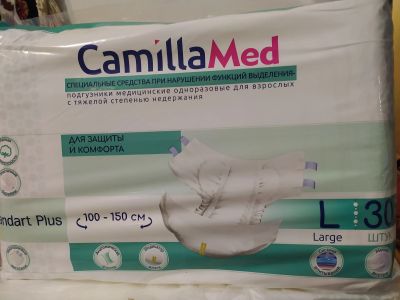 CamillaMed
СПЕЦИАЛЬНЫЕ СРЕДСТВА ПРИ НАРУШЕНИИ ФУНКЦИЙ ВЫДЕЛЕНИЯ-
подгузники медицинские одноразовые для взрослых
с тяжелой степенью недержания
ДЛЯ ЗАЩИТЫ
И КОМФОРТА
ndart Plus
100 - 150 см
L
30
Large
ШТУК